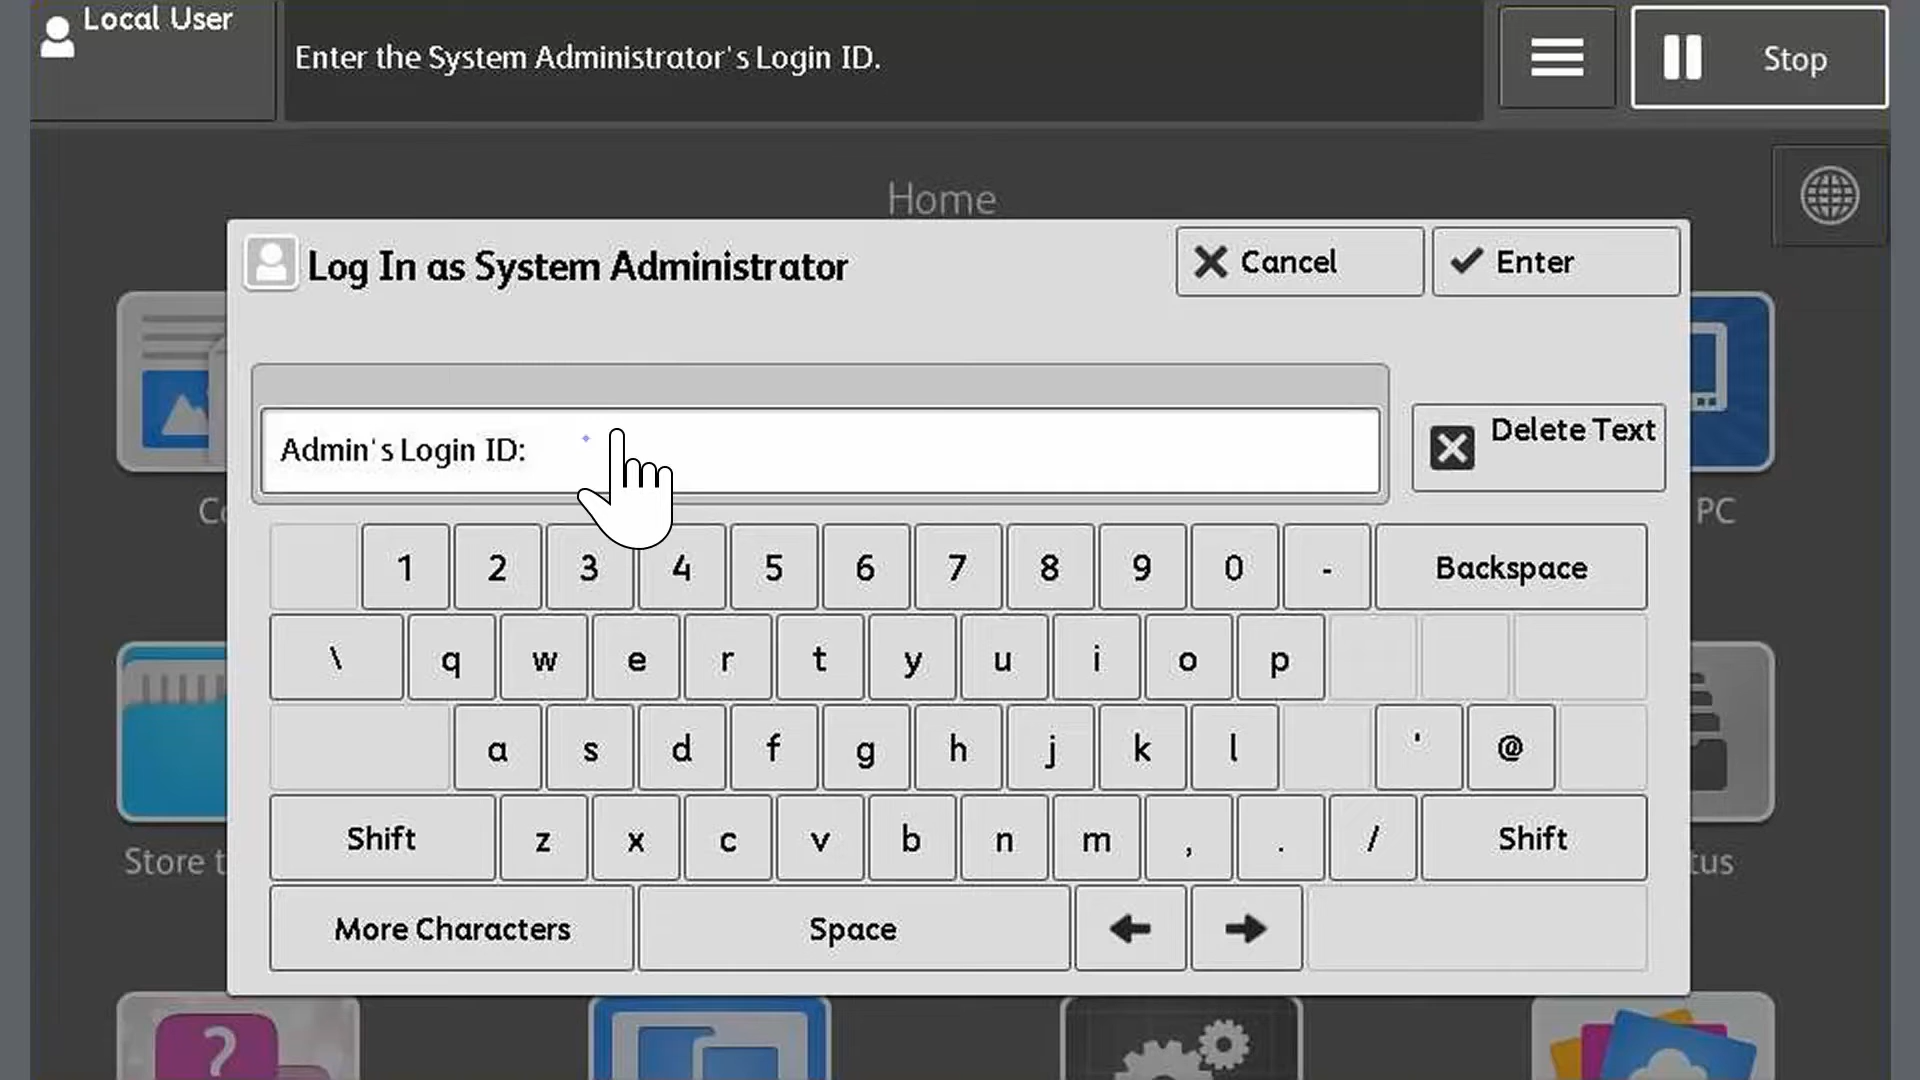 Local User
Enter the System Administrator's Login ID.
Stop
Home
Log In as System Administrator
Cancel
Enter
Admin's Login ID:
Delete Text
PC
1 2 3 4 5 6 7 8 9 0 - Backspace
\ q w e r t y u i o p
a s d f g h j k l ' @
Shift z x c v b n m , . / Shift
Store t
More Characters Space